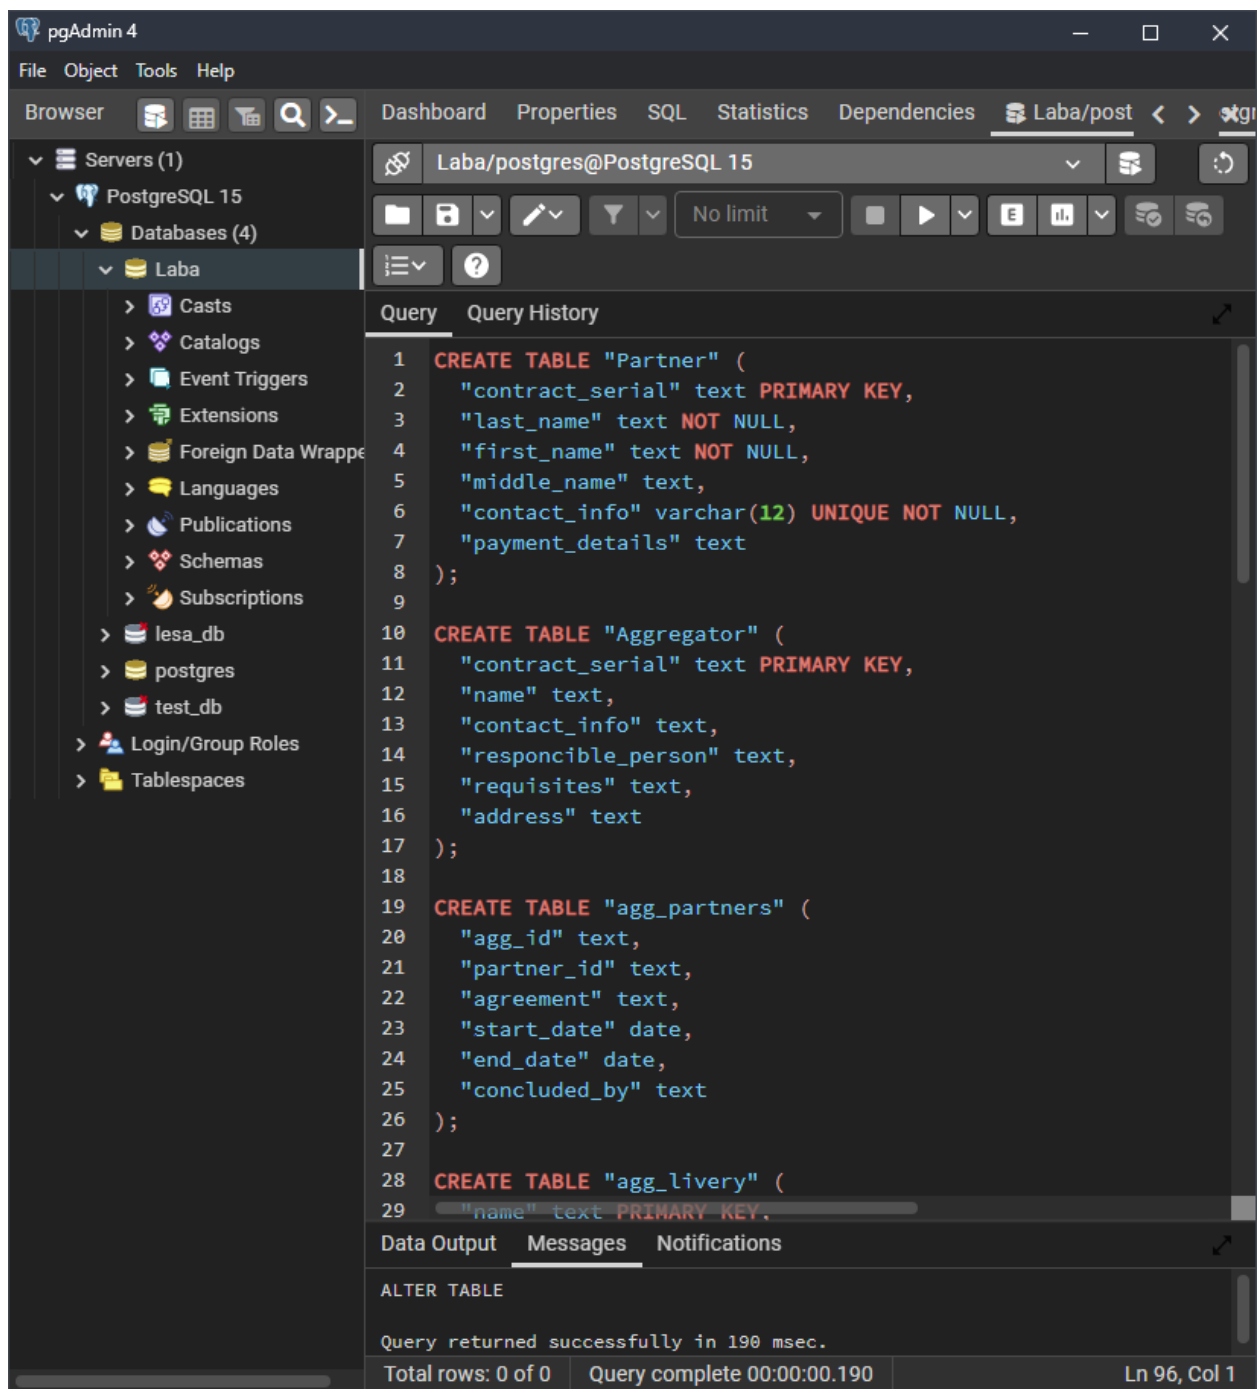 pgAdmin 4
File Object Tools Help
Browser
Dashboard Properties SQL Statistics Dependencies Laba/post
Servers (1)
PostgreSQL 15
Databases (4)
Laba
Casts
Catalogs
Event Triggers
Extensions
Foreign Data Wrappe
Languages
Publications
Schemas
Subscriptions
lesa_db
postgres
test_db
Login/Group Roles
Tablespaces
Laba/postgres@PostgreSQL 15
No limit
E
Query Query History
1 CREATE TABLE "Partner" (
2 "contract_serial" text PRIMARY KEY,
3 "last_name" text NOT NULL,
4 "first_name" text NOT NULL,
5 "middle_name" text,
6 "contact_info" varchar(12) UNIQUE NOT NULL,
7 "payment_details" text
8 );
9
10 CREATE TABLE "Aggregator" (
11 "contract_serial" text PRIMARY KEY,
12 "name" text,
13 "contact_info" text,
14 "responcible_person" text,
15 "requisites" text,
16 "address" text
17 );
18
19 CREATE TABLE "agg_partners" (
20 "agg_id" text,
21 "partner_id" text,
22 "agreement" text,
23 "start_date" date,
24 "end_date" date,
25 "concluded_by" text
26 );
27
28 CREATE TABLE "agg_livery" (
29 "name" text PRIMARY KEY,
Data Output Messages Notifications
ALTER TABLE
Query returned successfully in 190 msec.
Total rows: 0 of 0 Query complete 00:00:00.190 Ln 96, Col 1